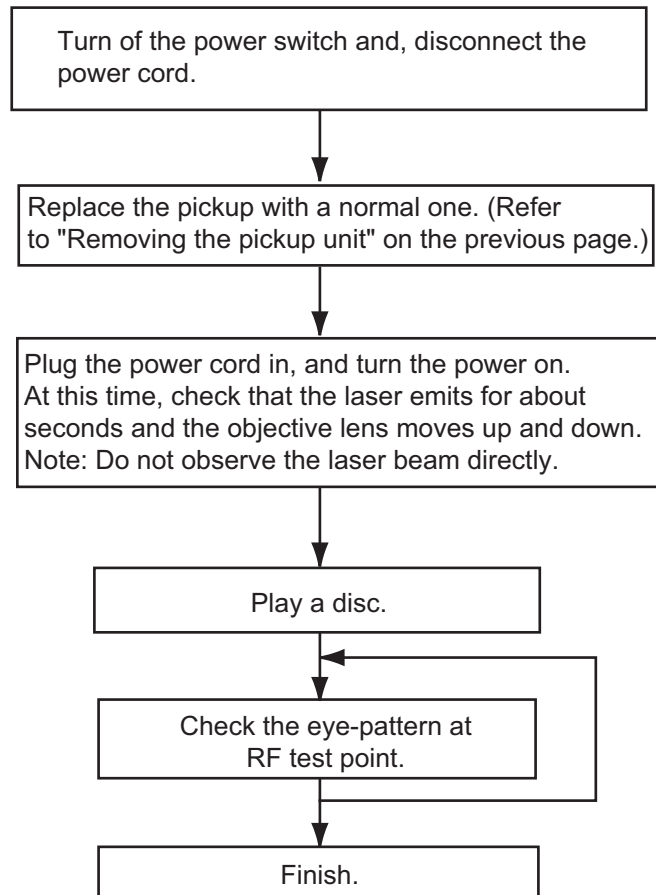 Turn of the power switch and, disconnect the
power cord.
Replace the pickup with a normal one. (Refer
to "Removing the pickup unit" on the previous page.)
Plug the power cord in, and turn the power on.
At this time, check that the laser emits for about
seconds and the objective lens moves up and down.
Note: Do not observe the laser beam directly.
Play a disc.
Check the eye-pattern at
RF test point.
Finish.